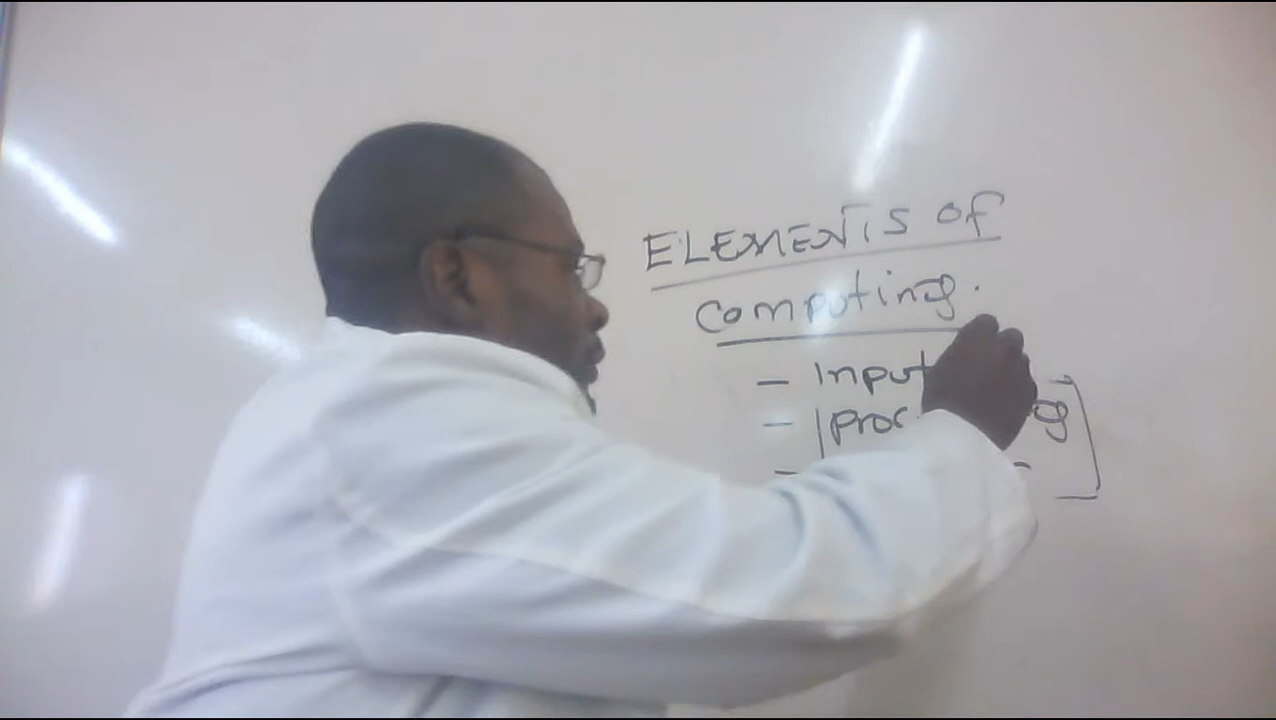 ELEMENTS OF
Computing.
- Input
-
-